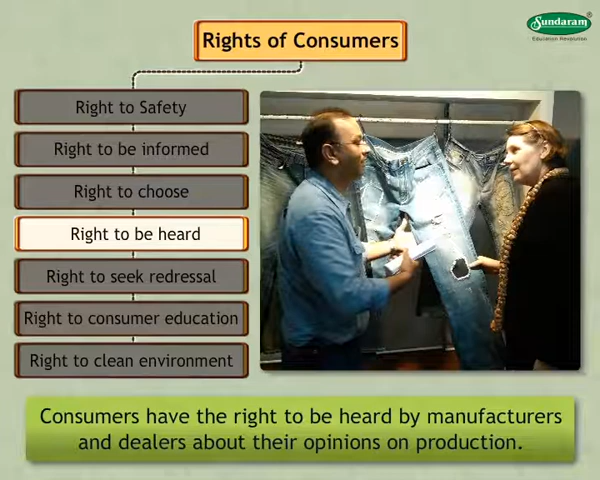 Rights of Consumers
Sundaram®
Education Revolution
Right to Safety
Right to be informed
Right to choose
Right to be heard
Right to seek redressal
Right to consumer education
Right to clean environment
Consumers have the right to be heard by manufacturers
and dealers about their opinions on production.